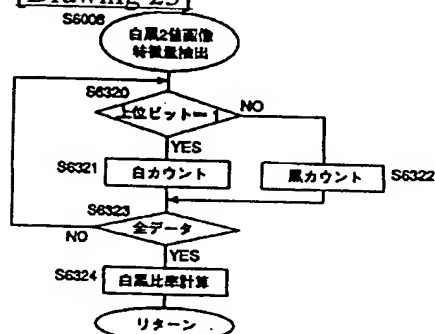 [Drawing 25]
S6006
白黒2値画像
特徴量抽出
S6320
上位ビット=1
NO
YES
S6321
白カウント
黒カウント
S6322
S6323
全データ
NO
YES
S6324
白黒比率計算
リターン